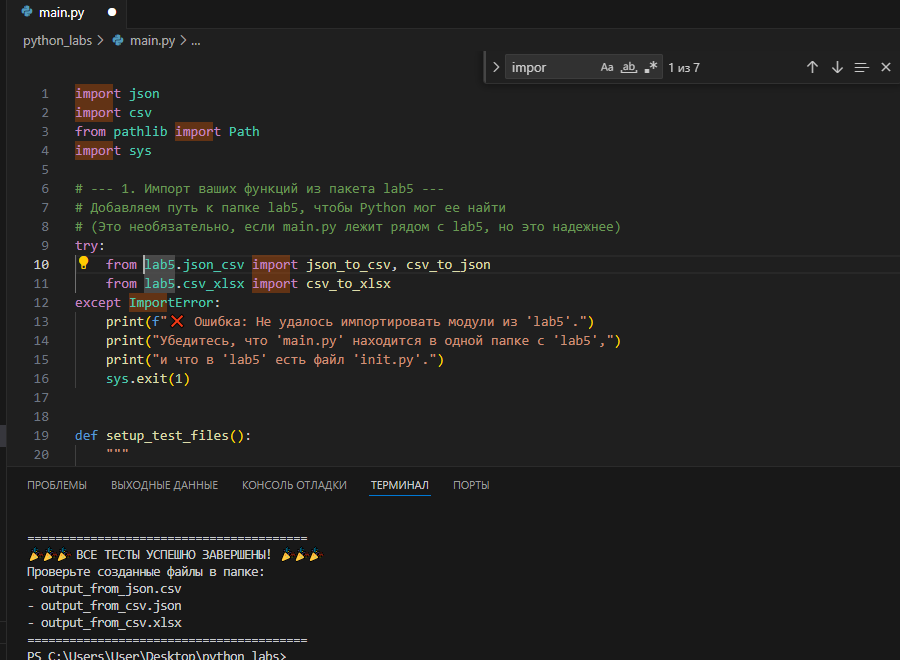 main.py ●
python_labs > main.py > ...
impor Aa ab .* 1 из 7
1 import json
2 import csv
3 from pathlib import Path
4 import sys
5
6 # --- 1. Импорт ваших функций из пакета lab5 ---
7 # Добавляем путь к папке lab5, чтобы Python мог ее найти
8 # (Это необязательно, если main.py лежит рядом с lab5, но это надежнее)
9 try:
10 from lab5.json_csv import json_to_csv, csv_to_json
11 from lab5.csv_xlsx import csv_to_xlsx
12 except ImportError:
13 print(f"❌ Ошибка: Не удалось импортировать модули из 'lab5'.")
14 print("Убедитесь, что 'main.py' находится в одной папке с 'lab5',")
15 print("и что в 'lab5' есть файл 'init.py'.")
16 sys.exit(1)
17
18
19 def setup_test_files():
20 """
ПРОБЛЕМЫ ВЫХОДНЫЕ ДАННЫЕ КОНСОЛЬ ОТЛАДКИ ТЕРМИНАЛ ПОРТЫ
========================================
🎉🎉🎉 ВСЕ ТЕСТЫ УСПЕШНО ЗАВЕРШЕНЫ! 🎉🎉🎉
Проверьте созданные файлы в папке:
- output_from_json.csv
- output_from_csv.json
- output_from_csv.xlsx
========================================
PS C:\Users\User\Desktop\python_labs>